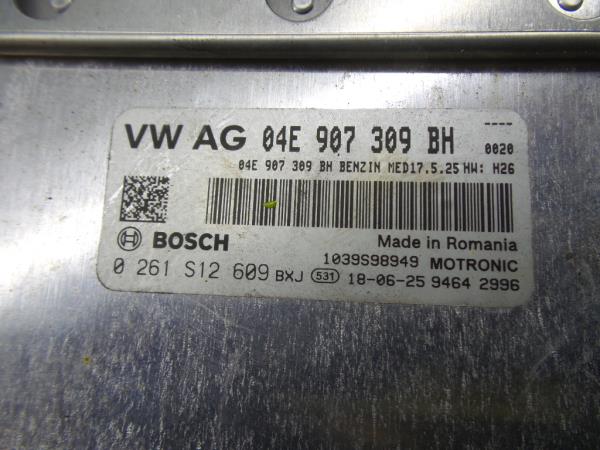 ----
VW AG 04E 907 309 BH 0020
04E 907 309 BH BENZIN MED17.5.25 HW: H26
BOSCH Made in Romania
1039S98949 MOTRONIC
0 261 S12 609 BXJ 531 18-06-25 9464 2996